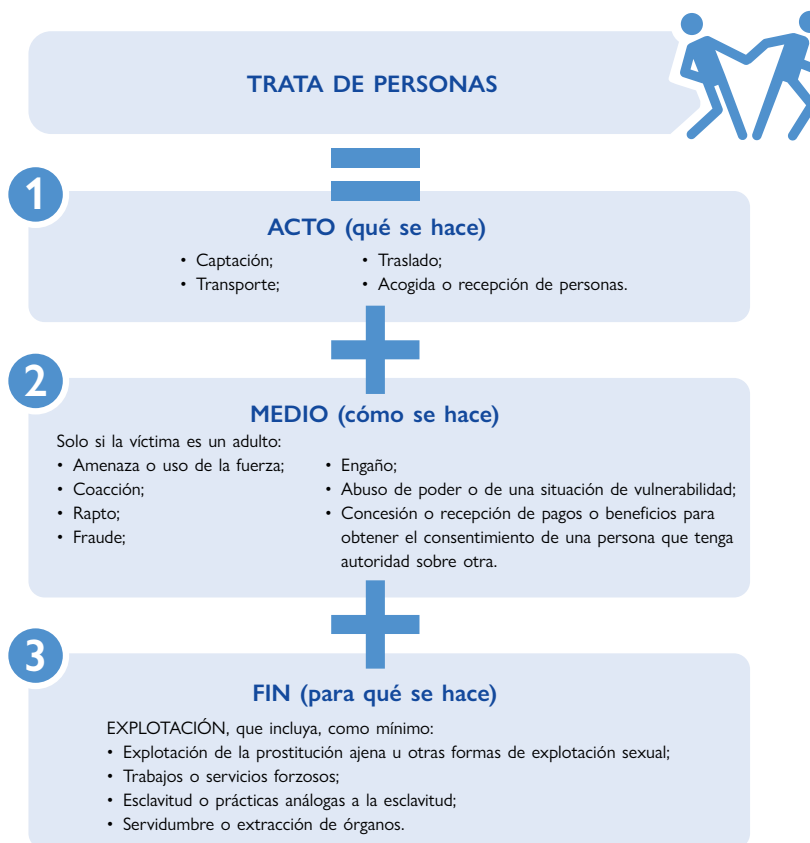 TRATA DE PERSONAS
1
ACTO (qué se hace)
• Captación;
• Transporte;
• Traslado;
• Acogida o recepción de personas.
2
MEDIO (cómo se hace)
Solo si la víctima es un adulto:
• Amenaza o uso de la fuerza;
• Coacción;
• Rapto;
• Fraude;
• Engaño;
• Abuso de poder o de una situación de vulnerabilidad;
• Concesión o recepción de pagos o beneficios para
obtener el consentimiento de una persona que tenga
autoridad sobre otra.
3
FIN (para qué se hace)
EXPLOTACIÓN, que incluya, como mínimo:
• Explotación de la prostitución ajena u otras formas de explotación sexual;
• Trabajos o servicios forzosos;
• Esclavitud o prácticas análogas a la esclavitud;
• Servidumbre o extracción de órganos.